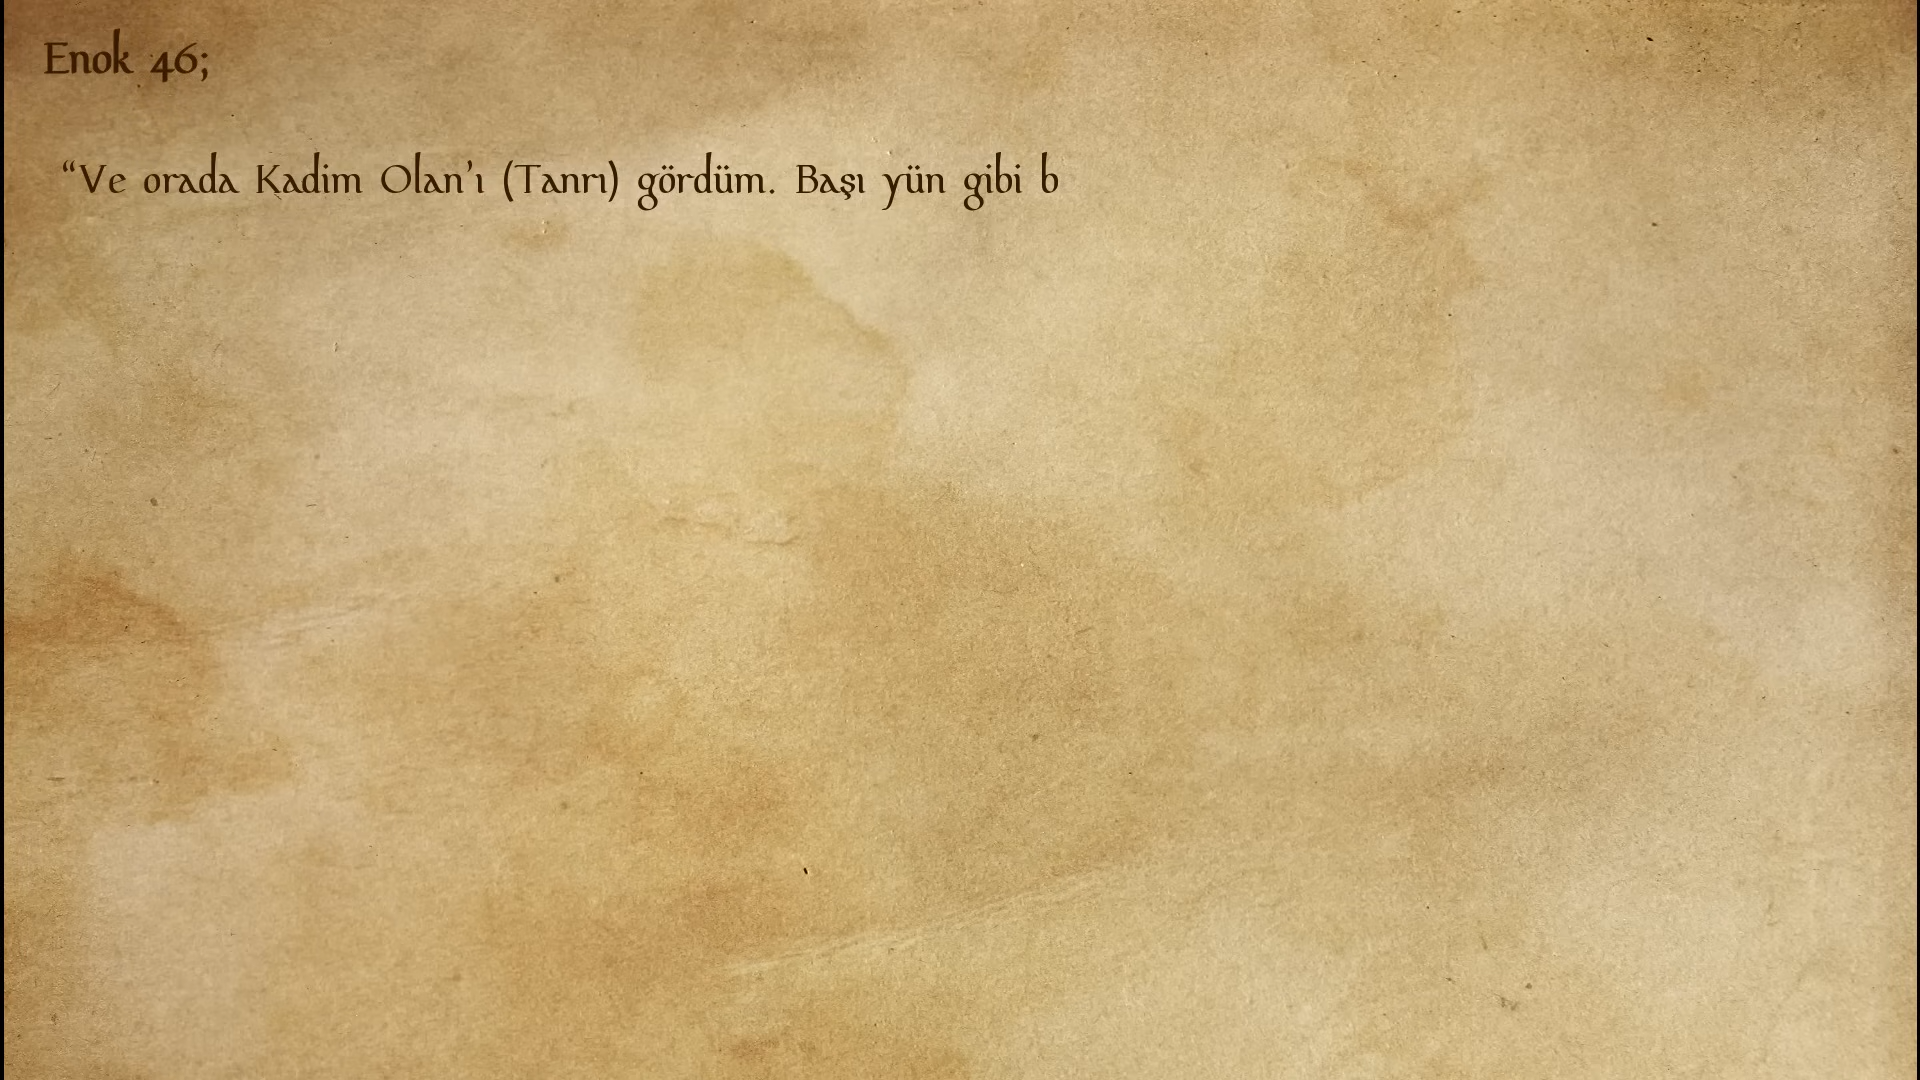 Enok 46;
“Ve orada Kadim Olan’ı (Tanrı) gördüm. Başı yün gibi b